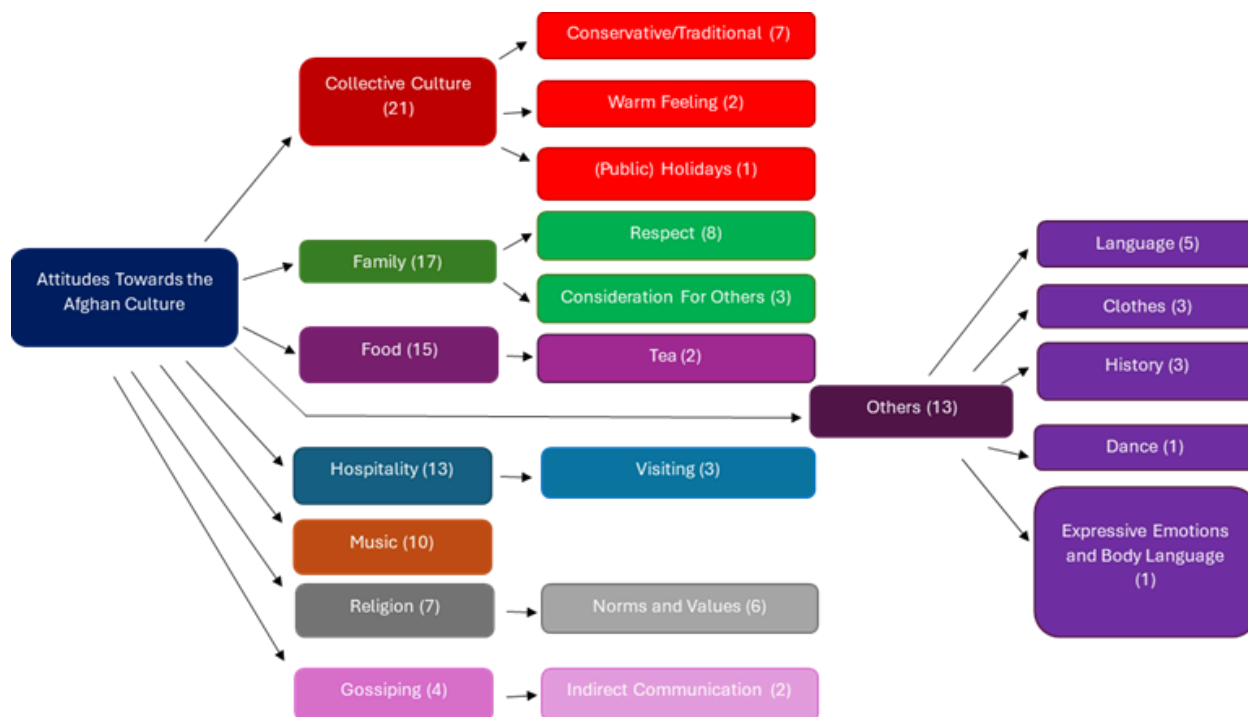 Attitudes Towards the
Afghan Culture
Collective Culture
(21)
Conservative/Traditional (7)
Warm Feeling (2)
(Public) Holidays (1)
Family (17)
Respect (8)
Consideration For Others (3)
Food (15)
Tea (2)
Others (13)
Language (5)
Clothes (3)
History (3)
Dance (1)
Expressive Emotions
and Body Language
(1)
Hospitality (13)
Visiting (3)
Music (10)
Religion (7)
Norms and Values (6)
Gossiping (4)
Indirect Communication (2)